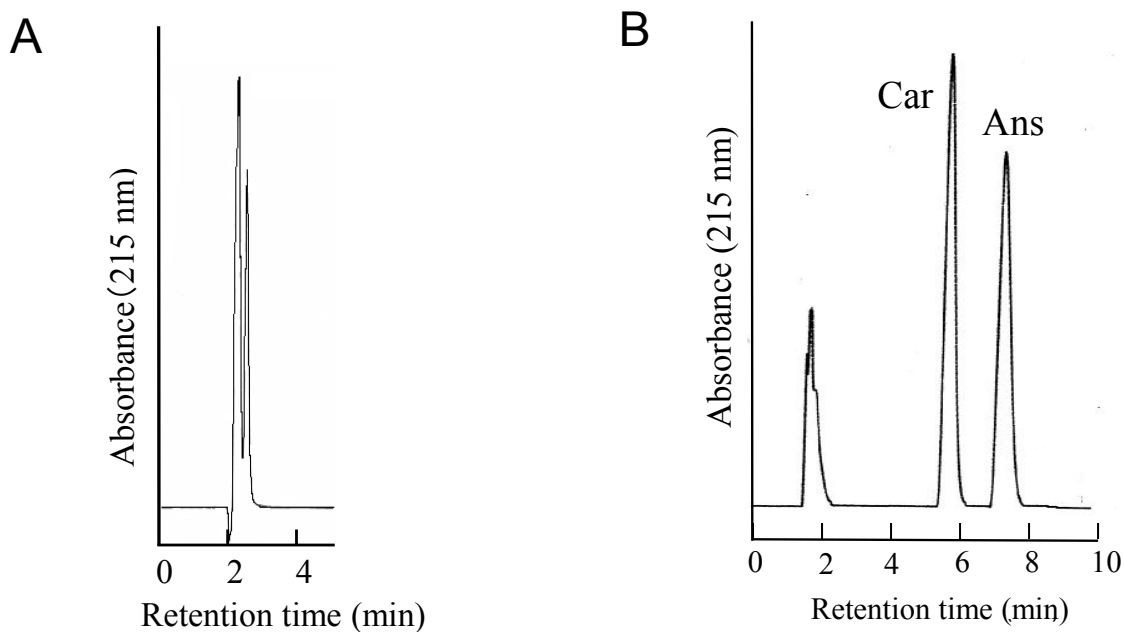 A
Absorbance (215 nm)
0 2 4
Retention time (min)
B
Car
Ans
Absorbance (215 nm)
0 2 4 6 8 10
Retention time (min)